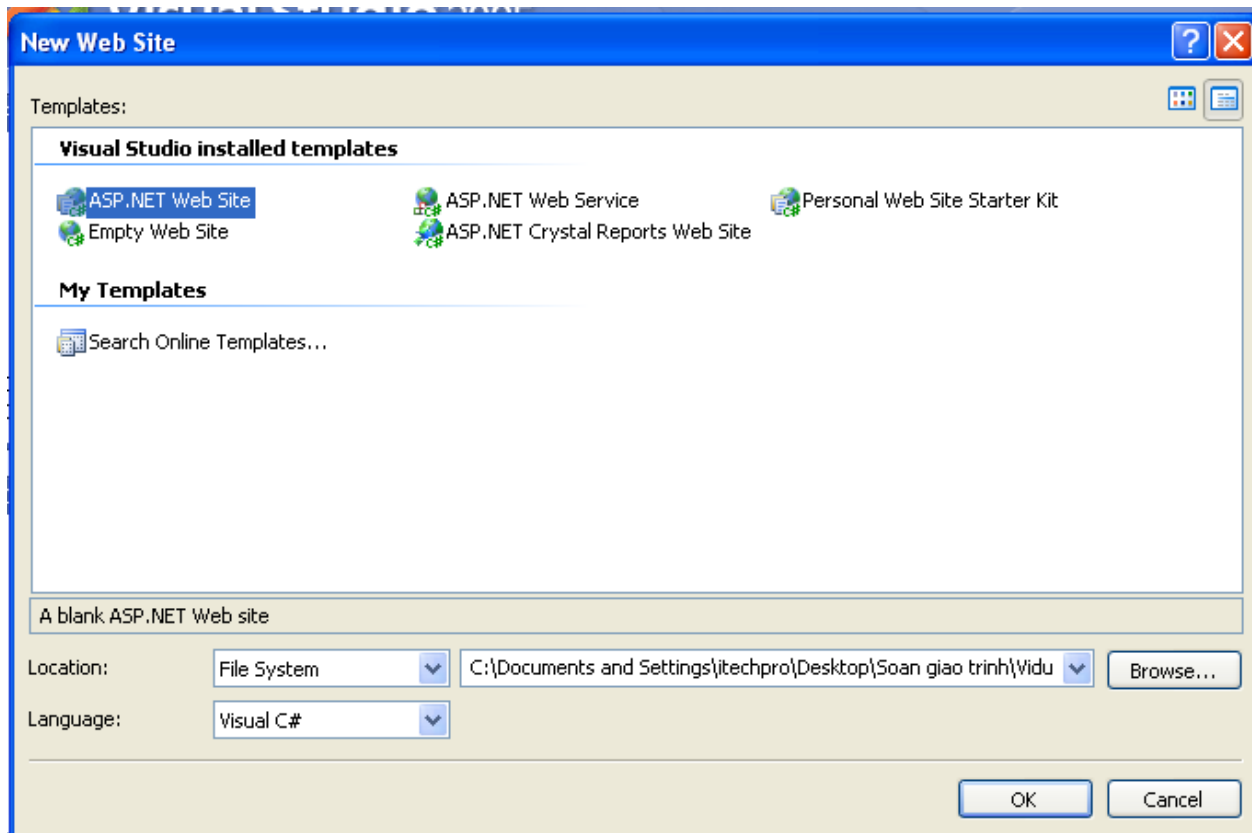 New Web Site
Templates:
Visual Studio installed templates
ASP.NET Web Site
ASP.NET Web Service
Personal Web Site Starter Kit
Empty Web Site
ASP.NET Crystal Reports Web Site
My Templates
Search Online Templates...
A blank ASP.NET Web site
Location:
File System
C:\Documents and Settings\itechpro\Desktop\Soan giao trinh\Vidu
Browse...
Language:
Visual C#
OK
Cancel